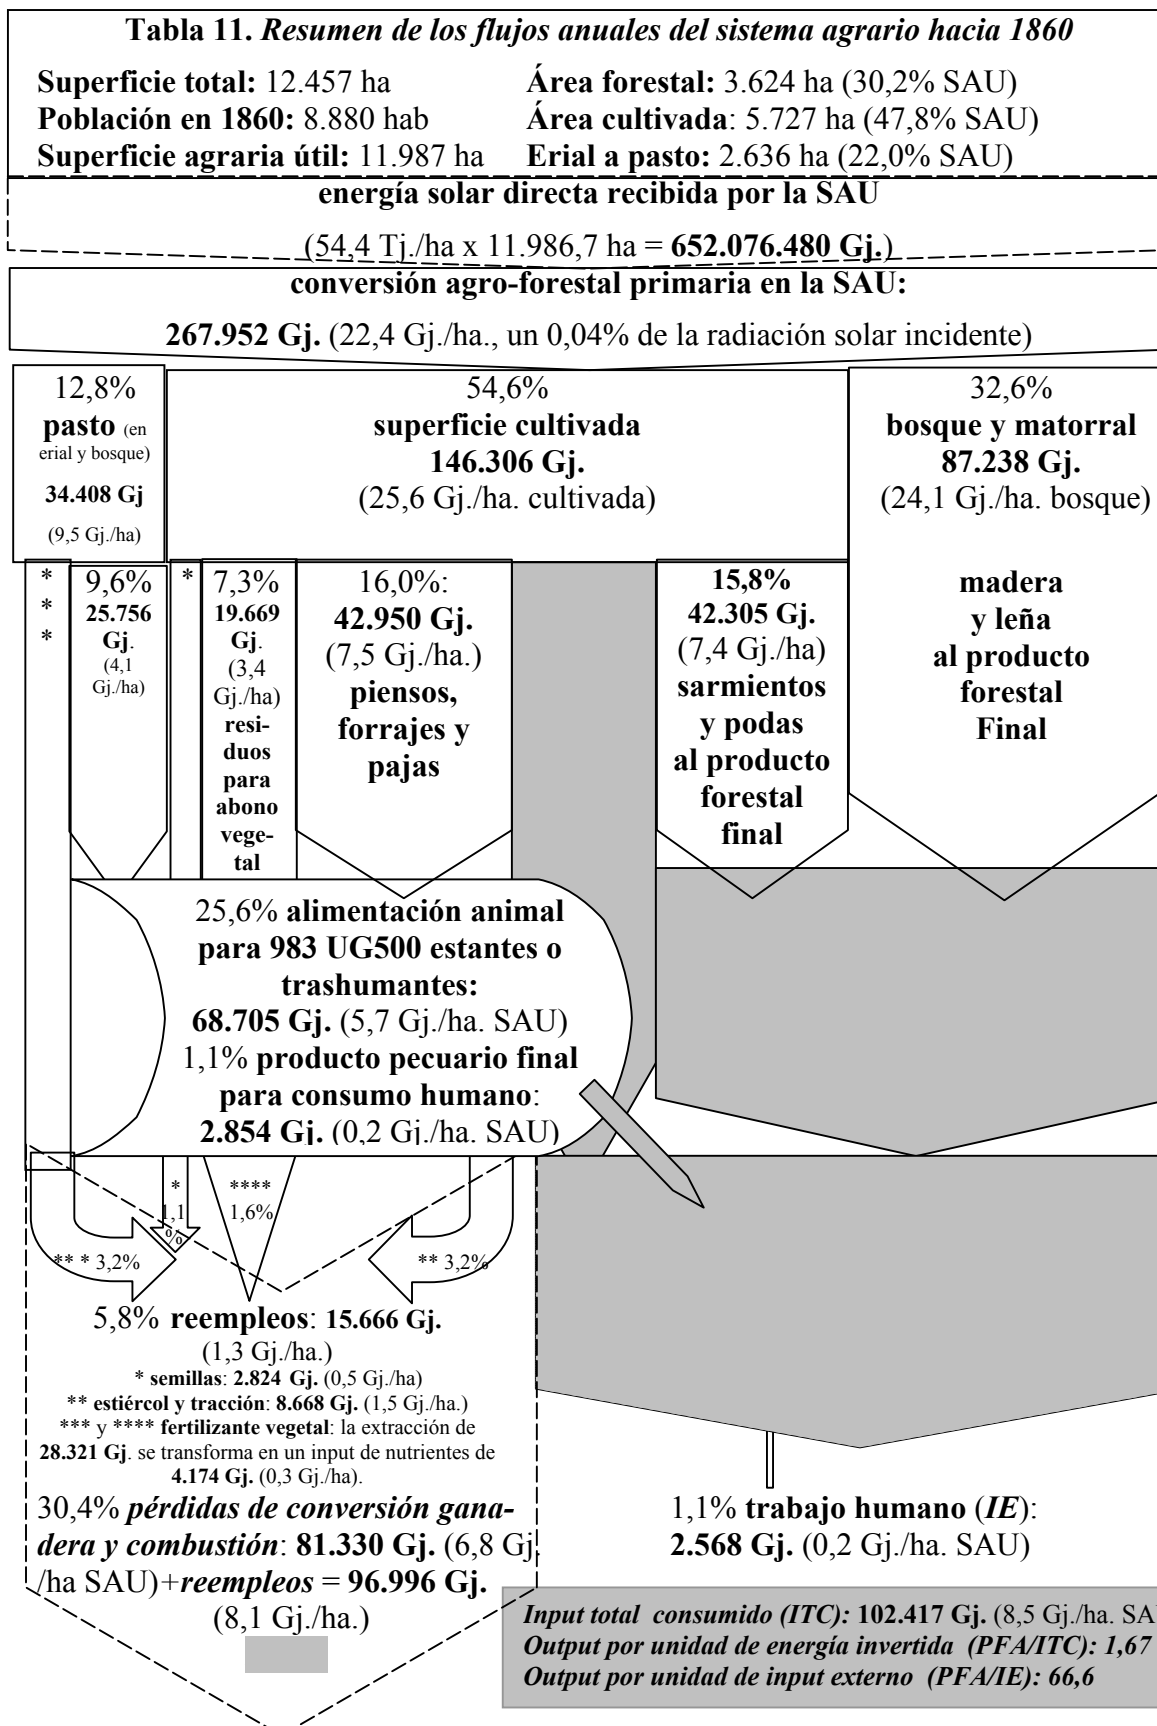 Tabla 11. Resumen de los flujos anuales del sistema agrario hacia 1860
Superficie total: 12.457 ha
Área forestal: 3.624 ha (30,2% SAU)
Población en 1860: 8.880 hab
Área cultivada: 5.727 ha (47,8% SAU)
Superficie agraria útil: 11.987 ha
Erial a pasto: 2.636 ha (22,0% SAU)
energía solar directa recibida por la SAU
(54,4 Tj./ha x 11.986,7 ha = 652.076.480 Gj.)
conversión agro-forestal primaria en la SAU:
267.952 Gj. (22,4 Gj./ha., un 0,04% de la radiación solar incidente)
12,8%
pasto (en
erial y bosque)
34.408 Gj
(9,5 Gj./ha)
54,6%
superficie cultivada
146.306 Gj.
(25,6 Gj./ha. cultivada)
32,6%
bosque y matorral
87.238 Gj.
(24,1 Gj./ha. bosque)
*
*
*
9,6%
25.756
Gj.
(4,1
Gj./ha)
*
7,3%
19.669
Gj.
(3,4
Gj./ha)
resi-
duos
para
abono
vege-
tal
16,0%:
42.950 Gj.
(7,5 Gj./ha.)
piensos,
forrajes y
pajas
15,8%
42.305 Gj.
(7,4 Gj./ha)
sarmientos
y podas
al producto
forestal
final
madera
y leña
al producto
forestal
Final
25,6% alimentación animal
para 983 UG500 estantes o
trashumantes:
68.705 Gj. (5,7 Gj./ha. SAU)
1,1% producto pecuario final
para consumo humano:
2.854 Gj. (0,2 Gj./ha. SAU)
*
1,1
%
****
1,6%
** * 3,2%
** 3,2%
5,8% reempleos: 15.666 Gj.
(1,3 Gj./ha.)
* semillas: 2.824 Gj. (0,5 Gj./ha)
** estiércol y tracción: 8.668 Gj. (1,5 Gj./ha.)
*** y **** fertilizante vegetal: la extracción de
28.321 Gj. se transforma en un input de nutrientes de
4.174 Gj. (0,3 Gj./ha).
30,4% pérdidas de conversión gana-
dera y combustión: 81.330 Gj. (6,8 Gj.
/ha SAU)+reempleos = 96.996 Gj.
(8,1 Gj./ha.)
1,1% trabajo humano (IE):
2.568 Gj. (0,2 Gj./ha. SAU)
Input total consumido (ITC): 102.417 Gj. (8,5 Gj./ha. SA
Output por unidad de energía invertida (PFA/ITC): 1,67
Output por unidad de input externo (PFA/IE): 66,6